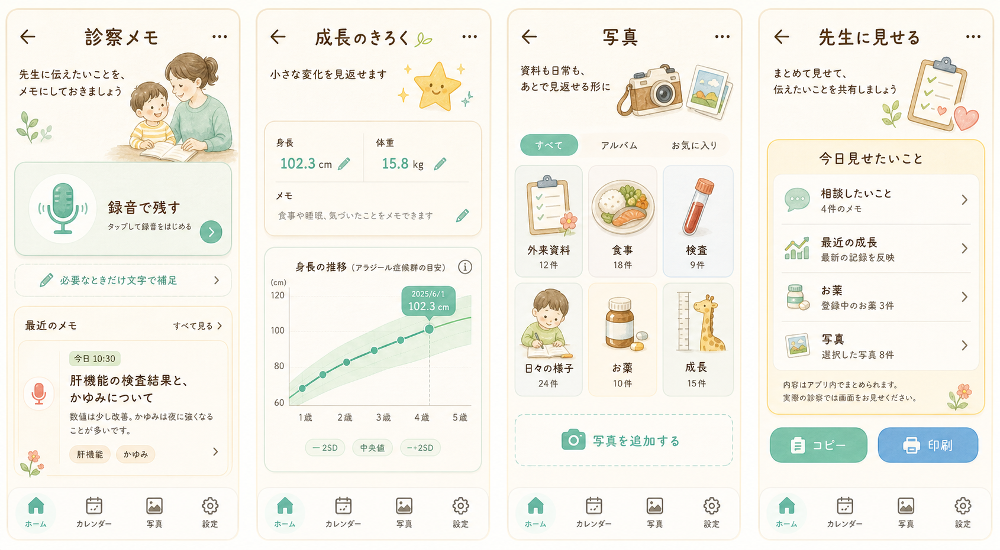 診察メモ
先生に伝えたいことを、
メモにしておきましょう
録音で残す
タップして録音をはじめる
必要なときだけ文字で補足
最近のメモ
すべて見る
今日 10:30
肝機能の検査結果と、
かゆみについて
数値は少し改善。かゆみは夜に強くなる
ことが多いです。
肝機能
かゆみ
ホーム
カレンダー
写真
設定
成長のきろく
小さな変化を見返せます
身長
体重
102.3 cm
15.8 kg
メモ
食事や睡眠、気づいたことをメモできます
身長の推移（アラジール症候群の目安）
(cm)
120
100
80
60
2025/6/1
102.3 cm
1歳
2歳
3歳
4歳
5歳
—2SD
中央値
−+2SD
ホーム
カレンダー
写真
設定
写真
資料も日常も、
あとで見返せる形に
すべて
アルバム
お気に入り
外来資料
12件
食事
18件
検査
9件
日々の様子
24件
お薬
10件
成長
15件
写真を追加する
ホーム
カレンダー
写真
設定
先生に見せる
まとめて見せて、
伝えたいことを共有しましょう
今日見せたいこと
相談したいこと
4件のメモ
最近の成長
最新の記録を反映
お薬
登録中のお薬 3件
写真
選択した写真 8件
内容はアプリ内でまとめられます。
実際の診察では画面をお見せください。
コピー
印刷
ホーム
カレンダー
写真
設定